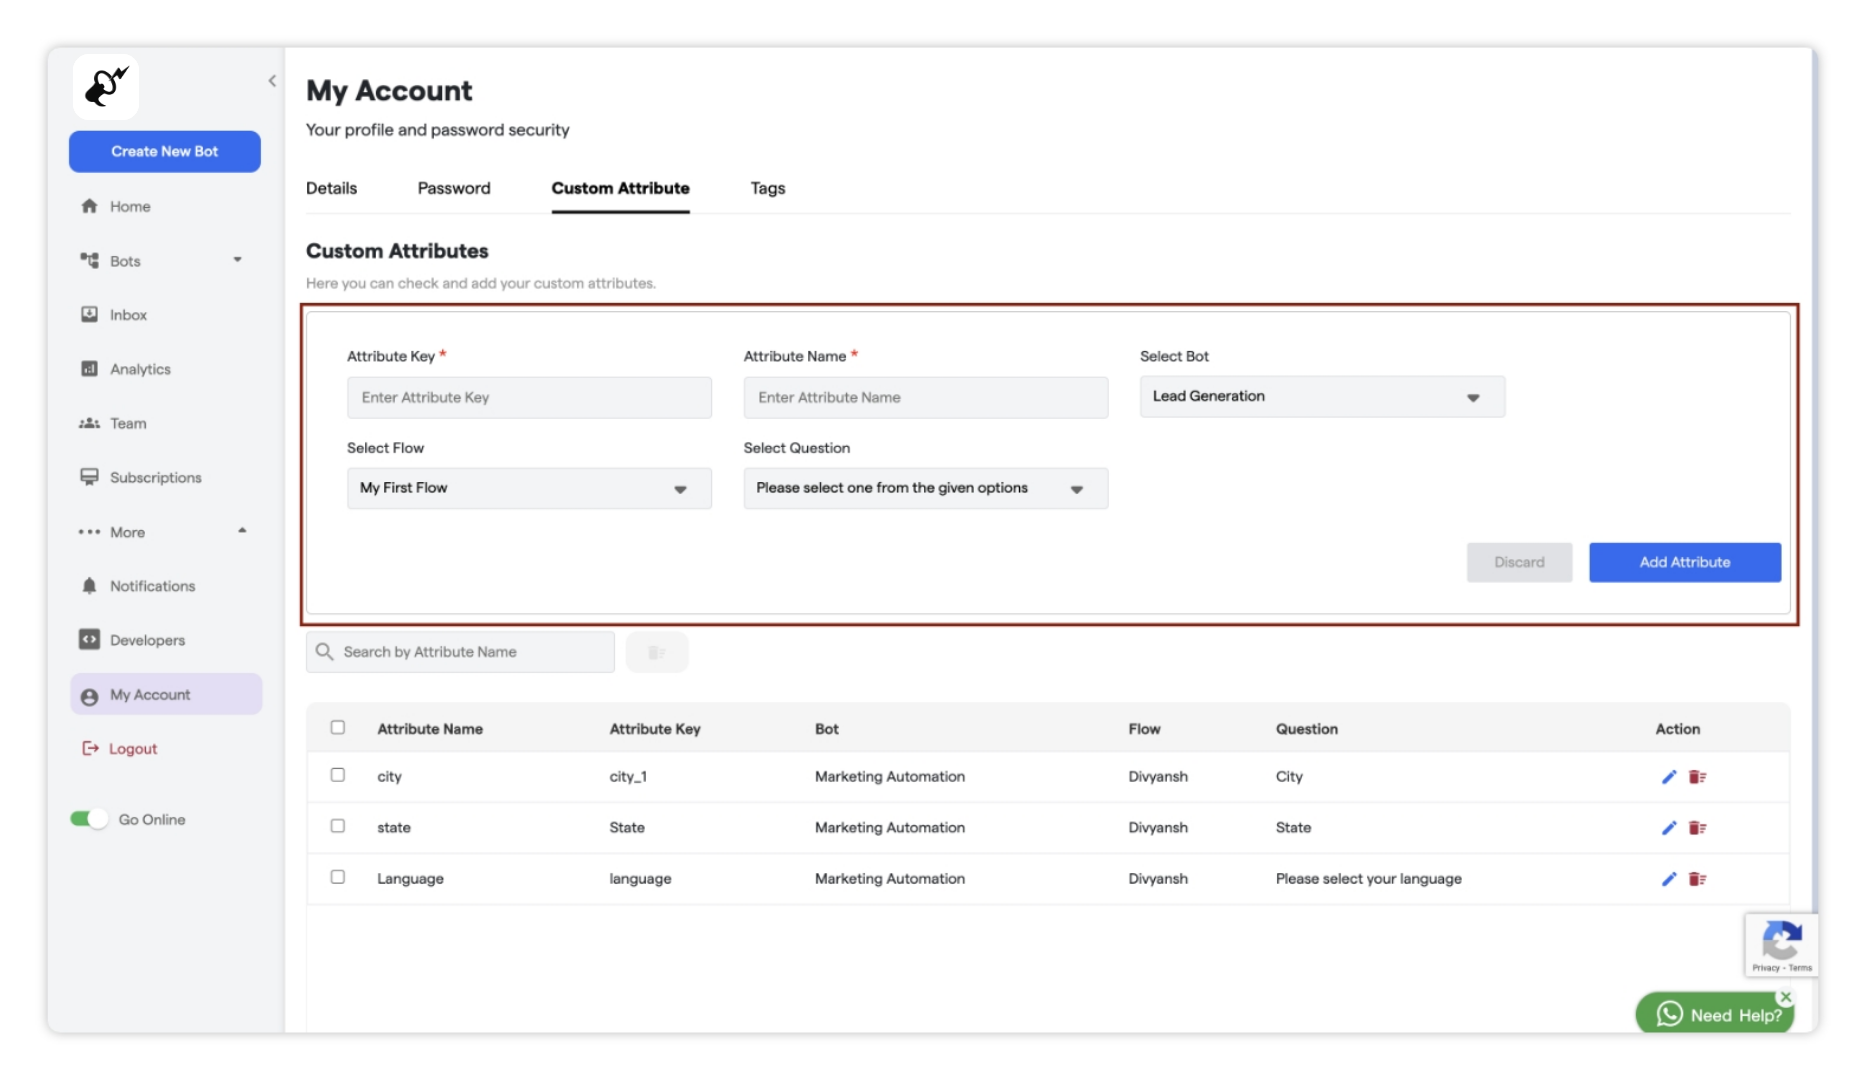 My Account
Your profile and password security
Create New Bot
Details Password Custom Attribute Tags
Home
Bots
Inbox
Analytics
Team
Subscriptions
More
Notifications
Developers
My Account
Logout
Go Online
Custom Attributes
Here you can check and add your custom attributes.
Attribute Key * Attribute Name * Select Bot
Enter Attribute Key Enter Attribute Name Lead Generation
Select Flow Select Question
My First Flow Please select one from the given options
Discard Add Attribute
Search by Attribute Name
Attribute Name Attribute Key Bot Flow Question Action
city city_1 Marketing Automation Divyansh City
state State Marketing Automation Divyansh State
Language language Marketing Automation Divyansh Please select your language
Privacy - Terms
Need Help?